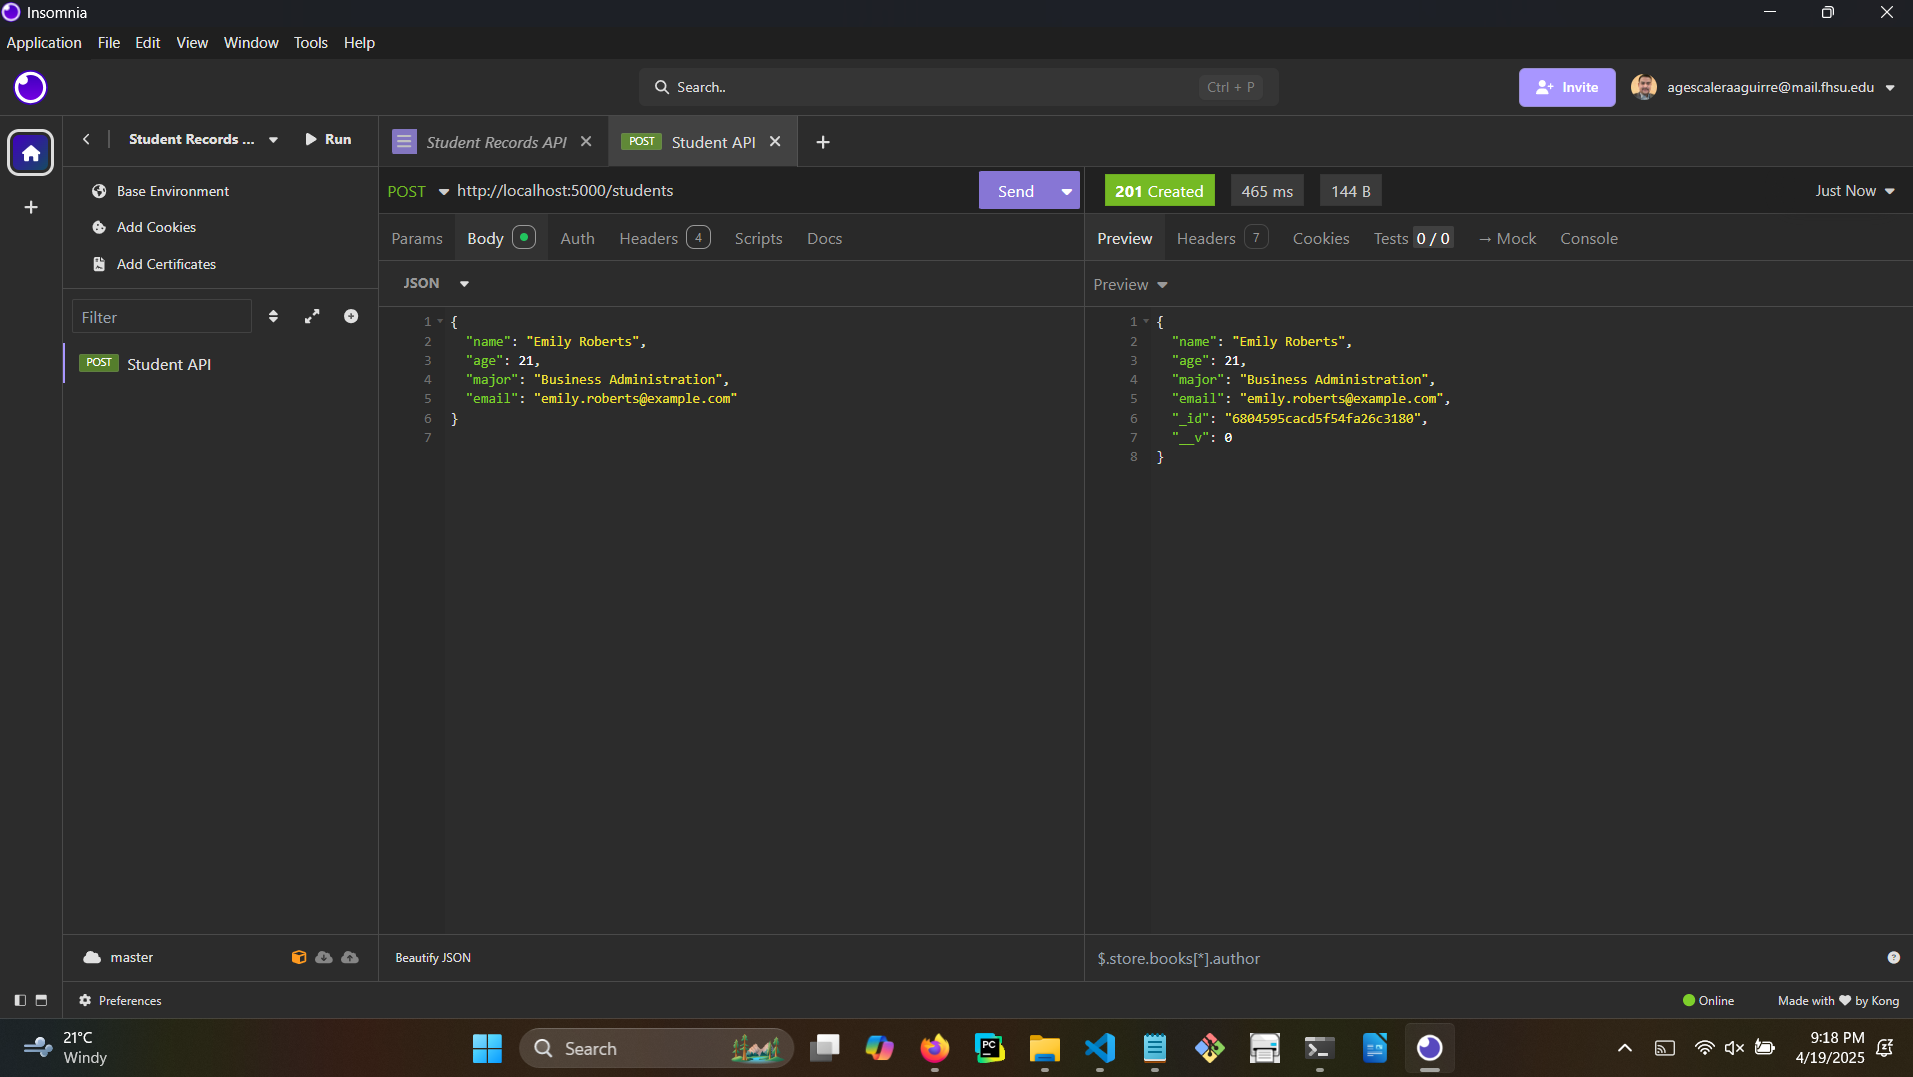 Insomnia
Application File Edit View Window Tools Help
Search.. Ctrl + P
Invite
agescaleraaguirre@mail.fhsu.edu
Student Records ...
Run
Student Records API
POST Student API
Base Environment
Add Cookies
Add Certificates
Filter
POST Student API
POST http://localhost:5000/students
Send
201 Created 465 ms 144 B
Just Now
Params Body Auth Headers 4 Scripts Docs
Preview Headers 7 Cookies Tests 0 / 0 → Mock Console
JSON
Preview
1 {
2 "name": "Emily Roberts",
3 "age": 21,
4 "major": "Business Administration",
5 "email": "emily.roberts@example.com"
6 }
7
1 {
2 "name": "Emily Roberts",
3 "age": 21,
4 "major": "Business Administration",
5 "email": "emily.roberts@example.com",
6 "_id": "6804595cacd5f54fa26c3180",
7 "__v": 0
8 }
master
Beautify JSON
$.store.books[*].author
Preferences
Online
Made with ❤ by Kong
21°C
Windy
Search
PC
9:18 PM
4/19/2025